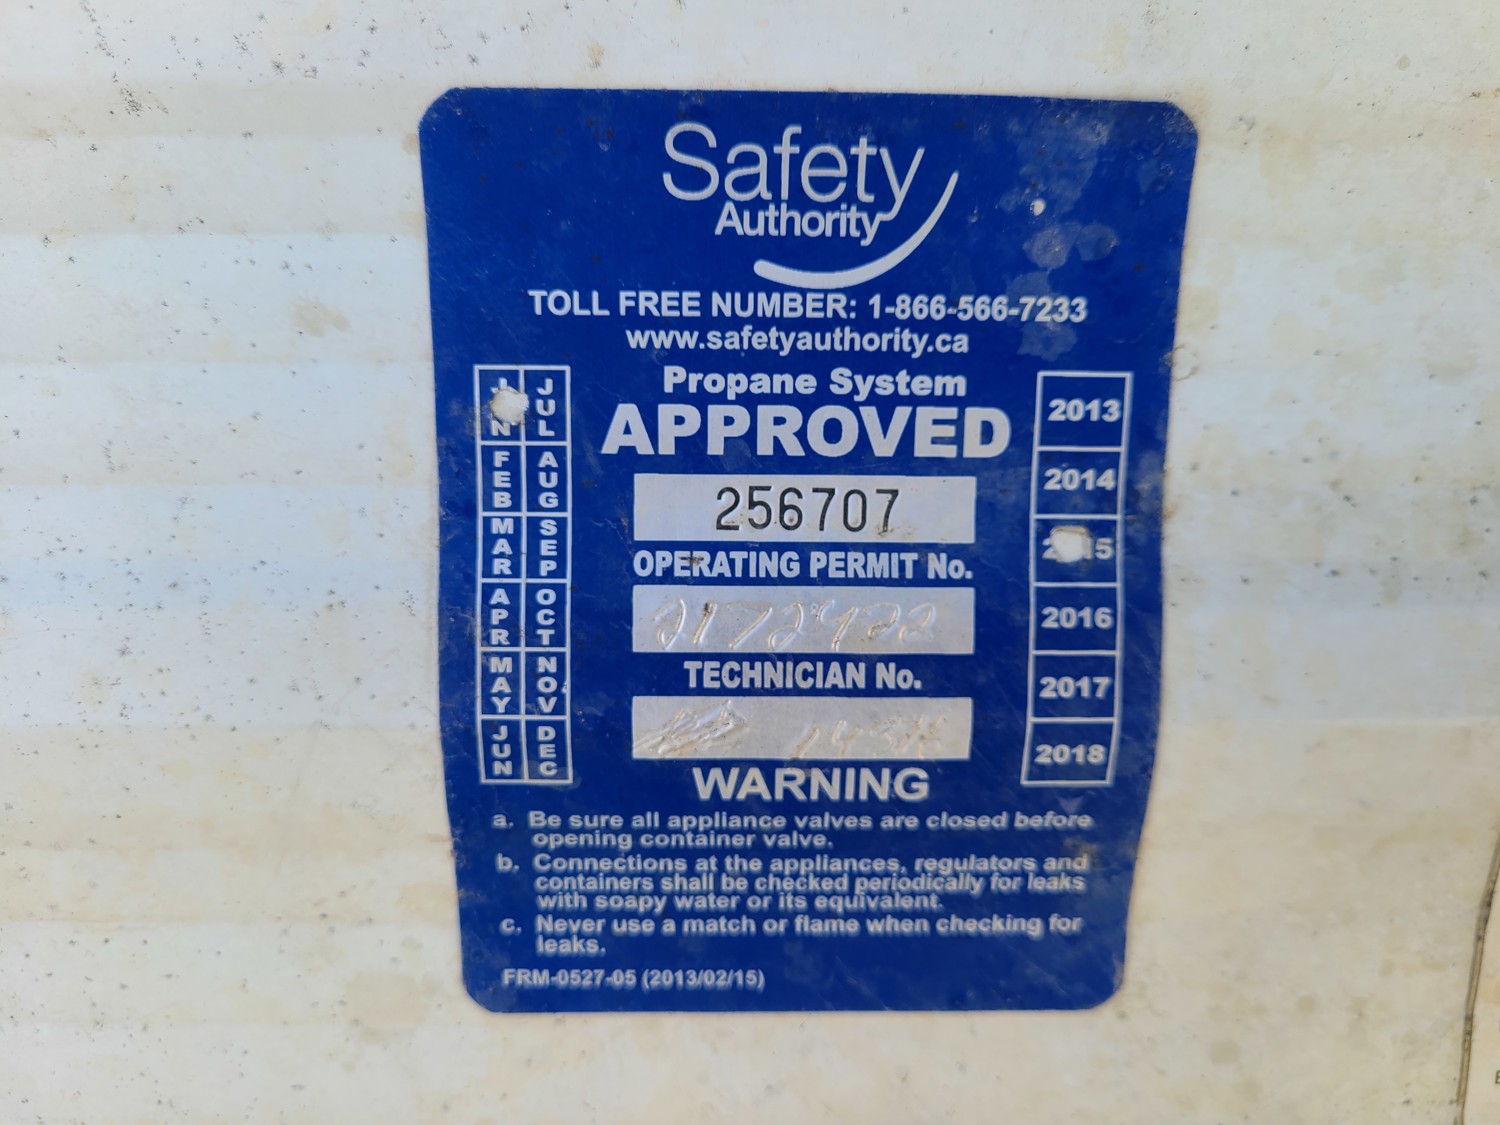 Safety
Authority
TOLL FREE NUMBER: 1-866-566-7233
www.safetyauthority.ca
Propane System
APPROVED
256707
OPERATING PERMIT No.
TECHNICIAN No.
WARNING
a. Be sure all appliance valves are closed before
opening container valve.
b. Connections at the appliances, regulators and
containers shall be checked periodically for leaks
with soapy water or its equivalent.
c. Never use a match or flame when checking for
leaks.
FRM-0527-05 (2013/02/15)
JUL
FEB AUG
MAR SEP
APR OCT
MAY NOV
JUN DEC
2013
2014
2016
2017
2018